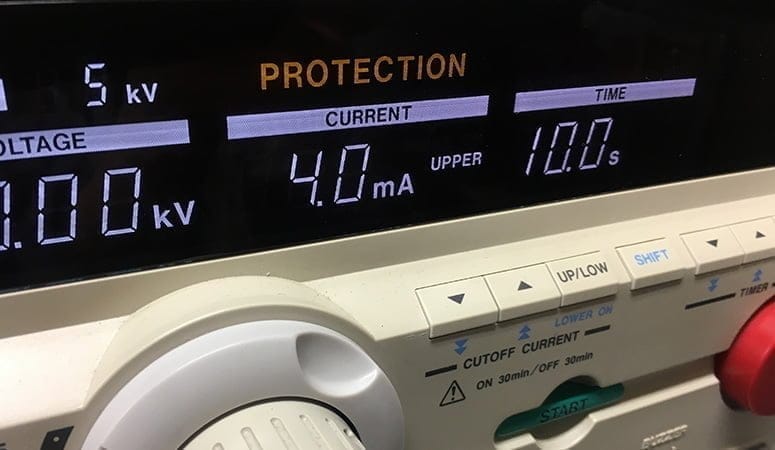 5 kV
PROTECTION
OLTAGE
CURRENT
TIME
.00 kV
4.0 mA
UPPER
10.0 s
UP/LOW
SHIFT
LOWER ON
TIMER
CUTOFF CURRENT
ON 30min/OFF 30min
START